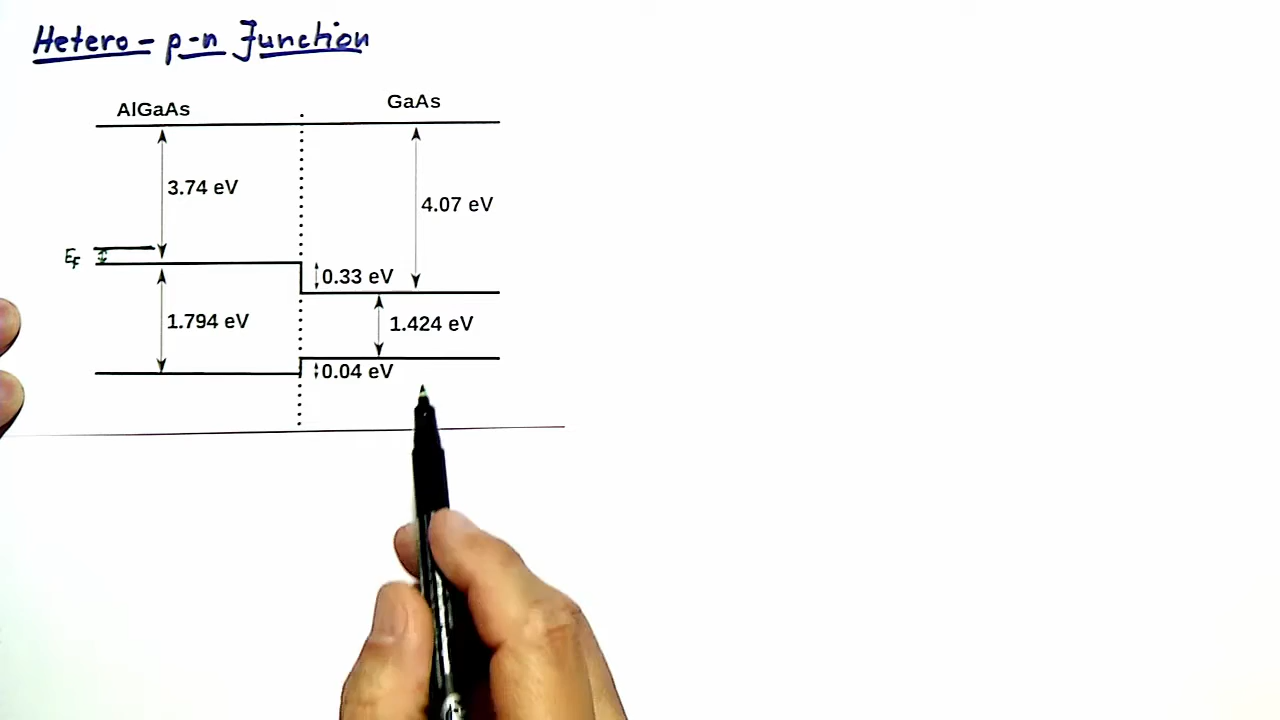 Hetero - p-n Junction
AlGaAs
GaAs
3.74 eV
4.07 eV
EF
0.33 eV
1.794 eV
1.424 eV
0.04 eV